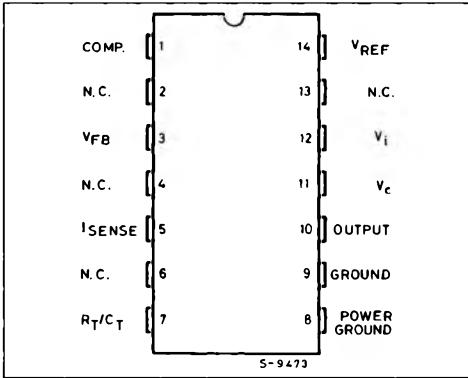 COMP. 1 14 VREF
N.C. 2 13 N.C.
VFB 3 12 Vi
N.C. 4 11 Vc
ISENSE 5 10 OUTPUT
N.C. 6 9 GROUND
RT/CT 7 8 POWER GROUND
S-9473